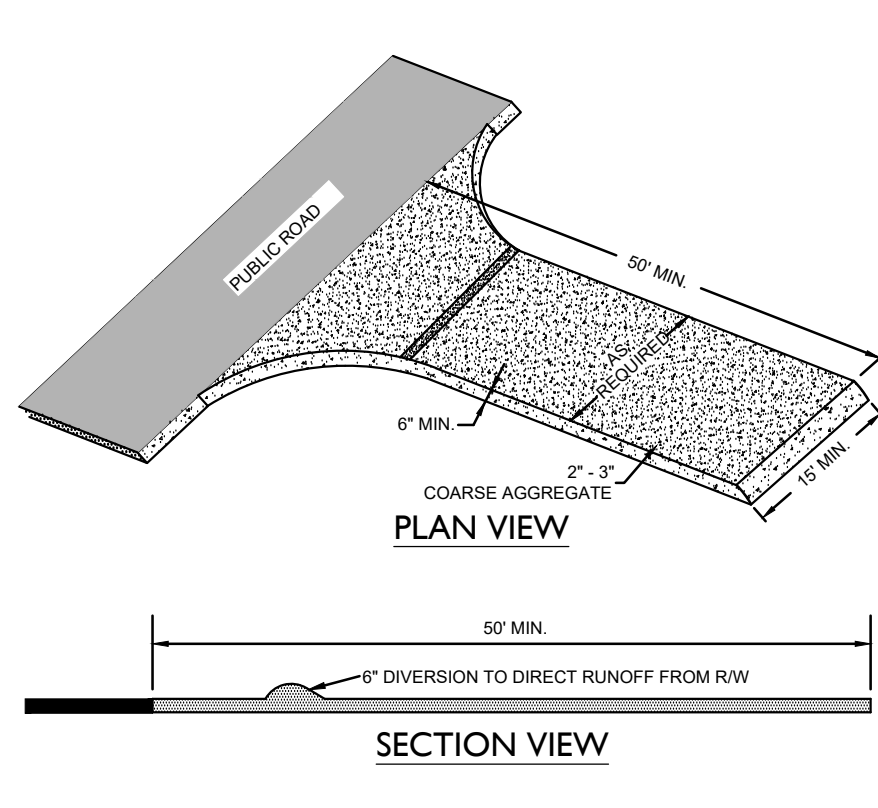 PUBLIC ROAD
50' MIN.
AS
REQUIRED
6" MIN.
2" - 3"
COARSE AGGREGATE
15' MIN.
PLAN VIEW
50' MIN.
6" DIVERSION TO DIRECT RUNOFF FROM R/W
SECTION VIEW